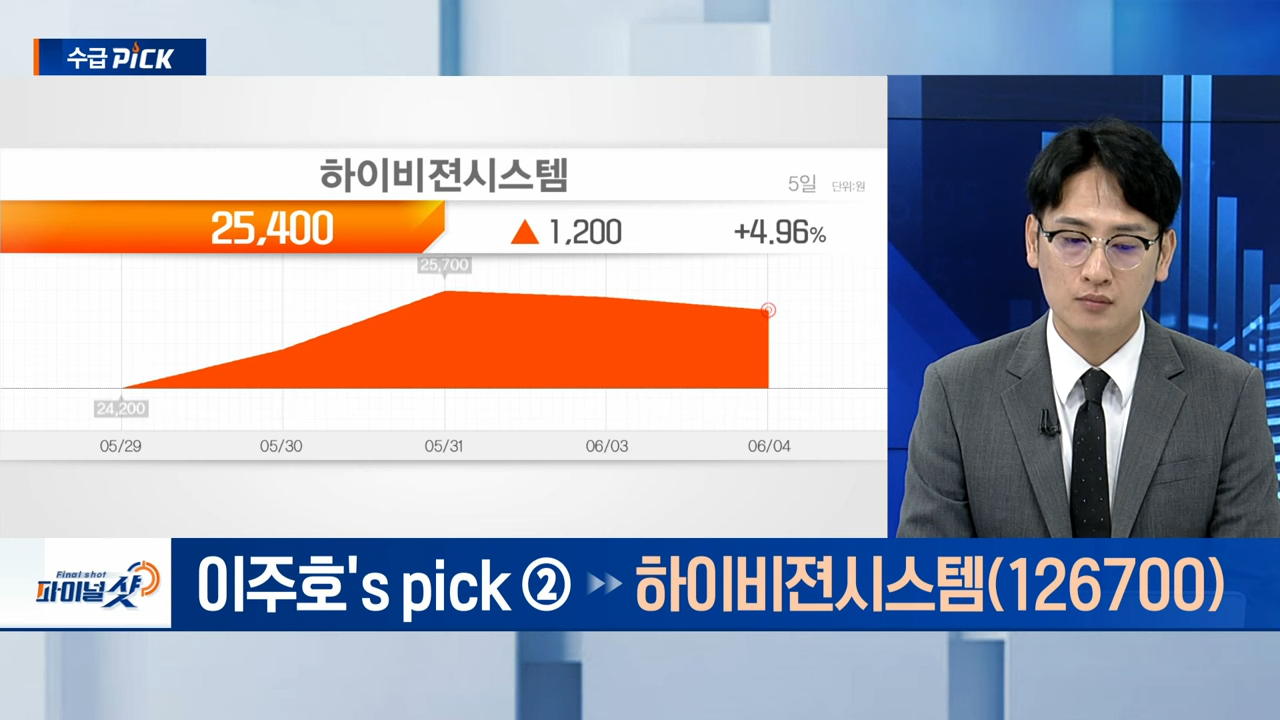 수급 PiCK
하이비젼시스템
5일 단위:원
25,400 ▲ 1,200 +4.96%
25,700
24,200
05/29 05/30 05/31 06/03 06/04
Final shot
파이널샷
이주호's pick ② 하이비젼시스템(126700)